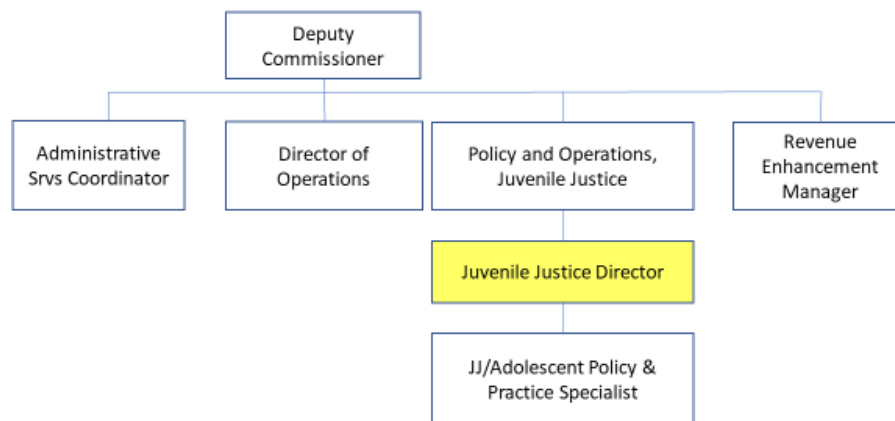 Deputy
Commissioner
Administrative
Srvs Coordinator
Director of
Operations
Policy and Operations,
Juvenile Justice
Revenue
Enhancement
Manager
Juvenile Justice Director
JJ/Adolescent Policy &
Practice Specialist